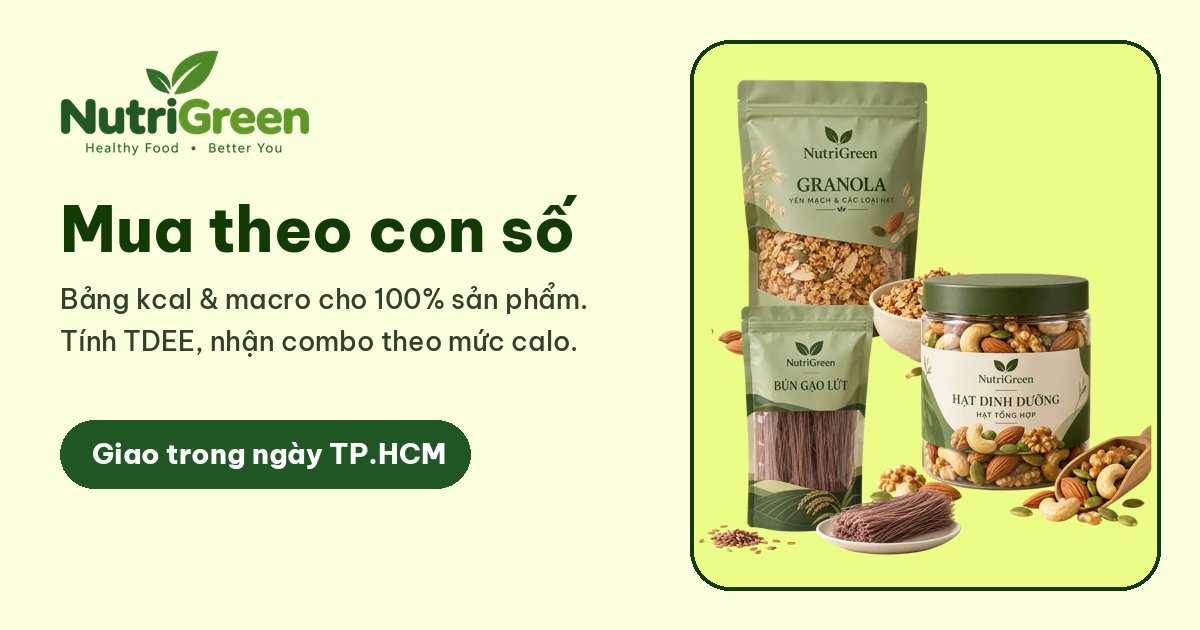 NutriGreen
Healthy Food • Better You
Mua theo con số
Bảng kcal & macro cho 100% sản phẩm.
Tính TDEE, nhận combo theo mức calo.
Giao trong ngày TP.HCM
NutriGreen
GRANOLA
YẾN MẠCH & CÁC LOẠI HẠT
NutriGreen
BÚN GẠO LỨT
NutriGreen
HẠT DINH DƯỠNG
HẠT TỔNG HỢP